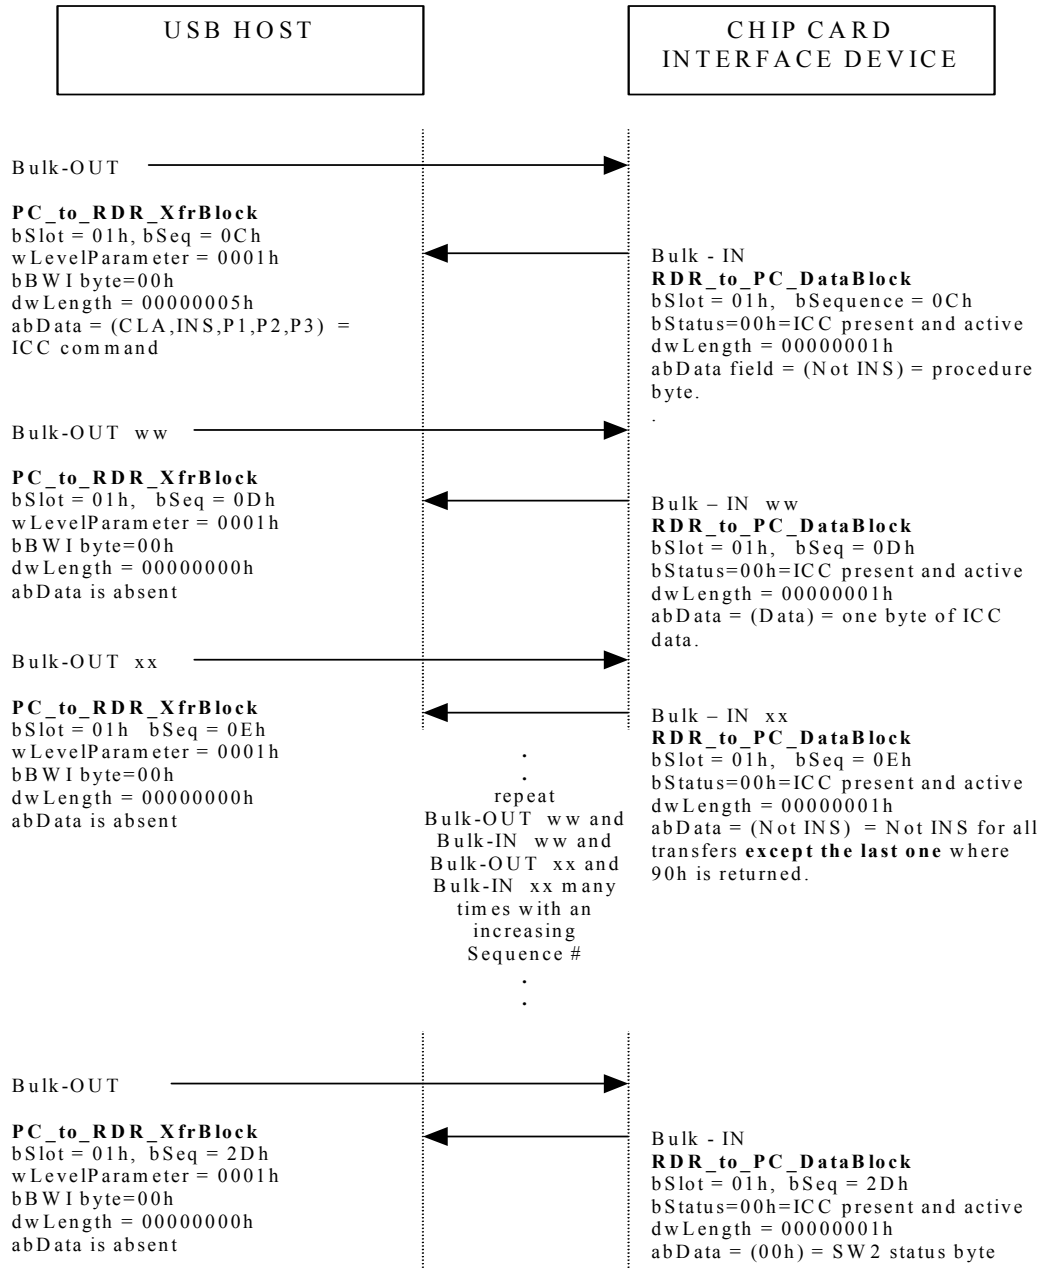 USB HOST
CHIP CARD
INTERFACE DEVICE
Bulk-OUT
PC_to_RDR_XfrBlock
bSlot = 01h, bSeq = 0Ch
wLevelParameter = 0001h
bBWI byte=00h
dwLength = 00000005h
abData = (CLA,INS,P1,P2,P3) =
ICC command
Bulk - IN
RDR_to_PC_DataBlock
bSlot = 01h, bSequence = 0Ch
bStatus=00h=ICC present and active
dwLength = 00000001h
abData field = (Not INS) = procedure
byte.
.
Bulk-OUT ww
PC_to_RDR_XfrBlock
bSlot = 01h, bSeq = 0Dh
wLevelParameter = 0001h
bBWI byte=00h
dwLength = 00000000h
abData is absent
Bulk – IN ww
RDR_to_PC_DataBlock
bSlot = 01h, bSeq = 0Dh
bStatus=00h=ICC present and active
dwLength = 00000001h
abData = (Data) = one byte of ICC
data.
Bulk-OUT xx
PC_to_RDR_XfrBlock
bSlot = 01h bSeq = 0Eh
wLevelParameter = 0001h
bBWI byte=00h
dwLength = 00000000h
abData is absent
Bulk – IN xx
RDR_to_PC_DataBlock
bSlot = 01h, bSeq = 0Eh
bStatus=00h=ICC present and active
dwLength = 00000001h
abData = (Not INS) = Not INS for all
transfers except the last one where
90h is returned.
.
.
repeat
Bulk-OUT ww and
Bulk-IN ww and
Bulk-OUT xx and
Bulk-IN xx many
times with an
increasing
Sequence #
.
.
Bulk-OUT
PC_to_RDR_XfrBlock
bSlot = 01h, bSeq = 2Dh
wLevelParameter = 0001h
bBWI byte=00h
dwLength = 00000000h
abData is absent
Bulk - IN
RDR_to_PC_DataBlock
bSlot = 01h, bSeq = 2Dh
bStatus=00h=ICC present and active
dwLength = 00000001h
abData = (00h) = SW2 status byte